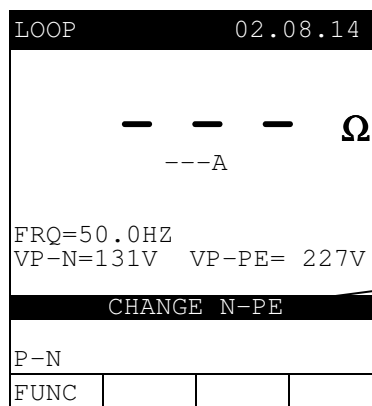 LOOP 02.08.14
– – – Ω
---A
FRQ=50.0HZ
VP-N=131V VP-PE= 227V
CHANGE N-PE
P-N
FUNC